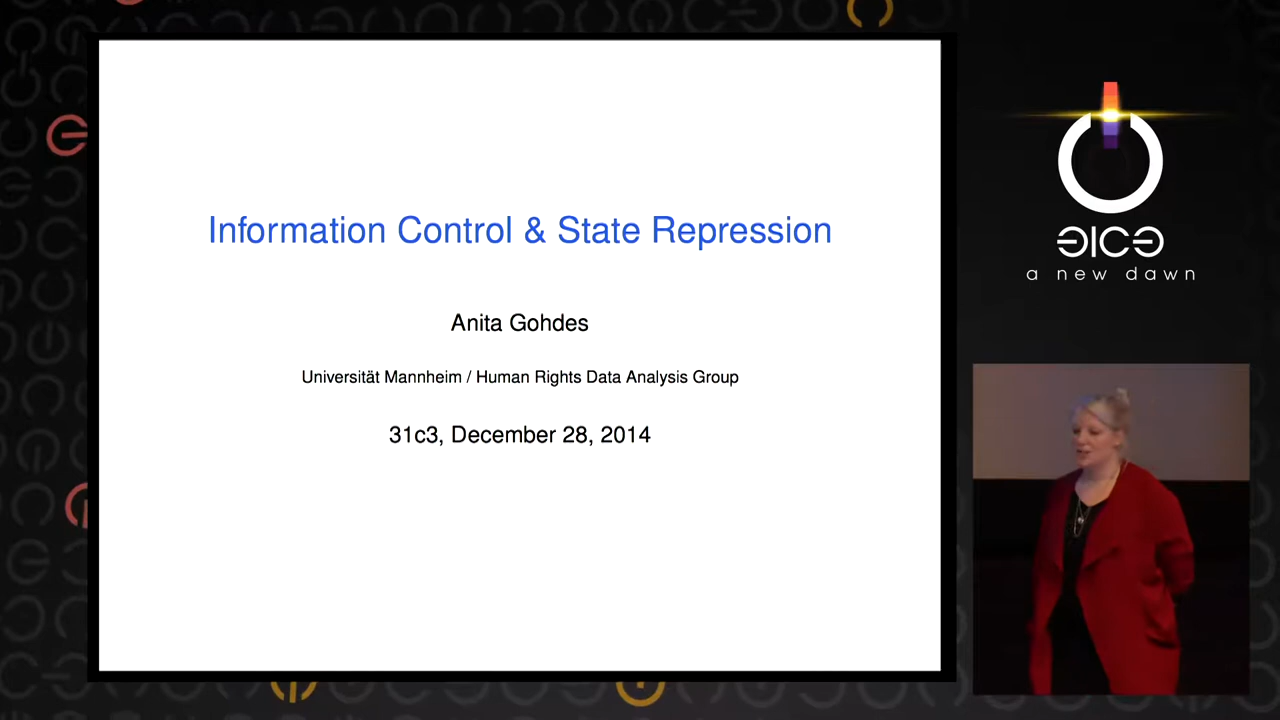 Information Control & State Repression
Anita Gohdes
Universität Mannheim / Human Rights Data Analysis Group
31c3, December 28, 2014
a new dawn